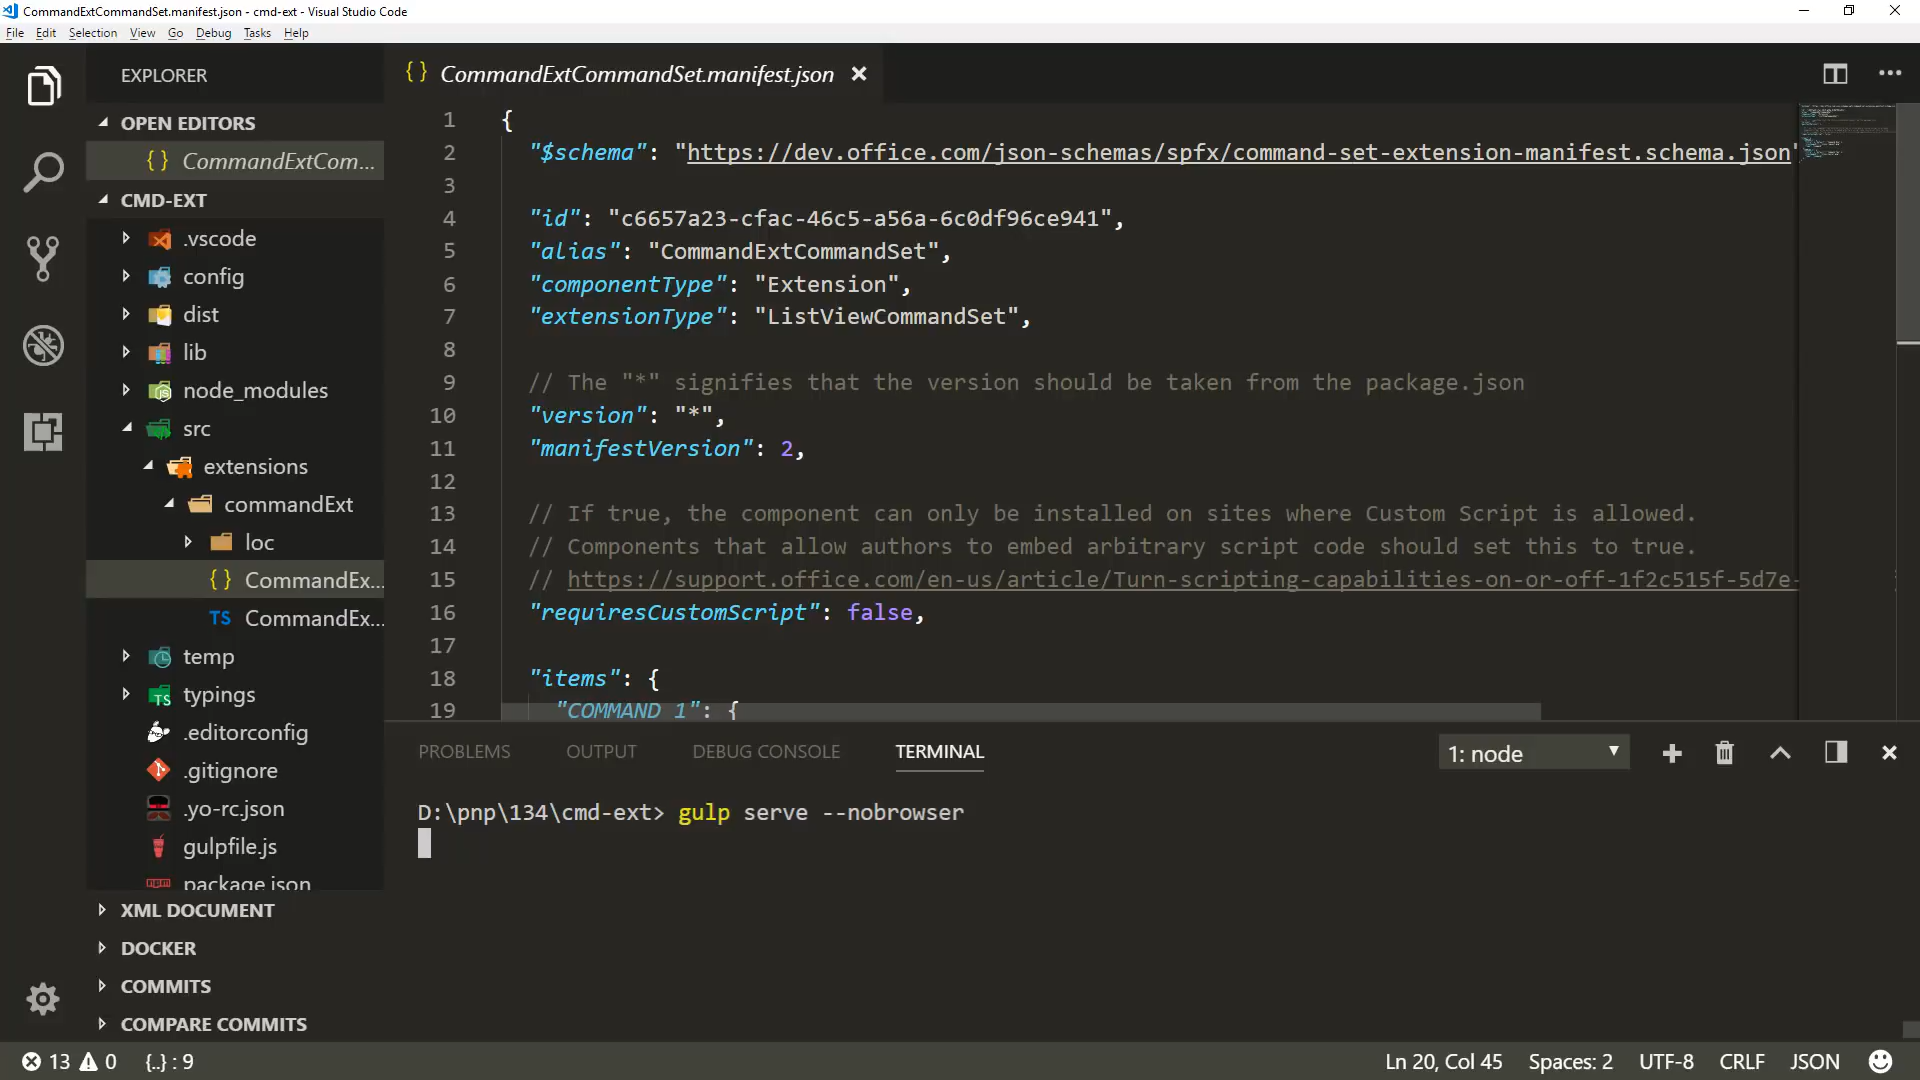 CommandExtCommandSet.manifest.json - cmd-ext - Visual Studio Code
File Edit Selection View Go Debug Tasks Help
EXPLORER
OPEN EDITORS
{} CommandExtCom...
CMD-EXT
.vscode
config
dist
lib
node_modules
src
extensions
commandExt
loc
{} CommandEx...
TS CommandEx...
temp
typings
.editorconfig
.gitignore
.yo-rc.json
gulpfile.js
package.json
XML DOCUMENT
DOCKER
COMMITS
COMPARE COMMITS
{} CommandExtCommandSet.manifest.json
1 {
2 "$schema": "https://dev.office.com/json-schemas/spfx/command-set-extension-manifest.schema.json"
3
4 "id": "c6657a23-cfac-46c5-a56a-6c0df96ce941",
5 "alias": "CommandExtCommandSet",
6 "componentType": "Extension",
7 "extensionType": "ListViewCommandSet",
8
9 // The "*" signifies that the version should be taken from the package.json
10 "version": "*",
11 "manifestVersion": 2,
12
13 // If true, the component can only be installed on sites where Custom Script is allowed.
14 // Components that allow authors to embed arbitrary script code should set this to true.
15 // https://support.office.com/en-us/article/Turn-scripting-capabilities-on-or-off-1f2c515f-5d7e-
16 "requiresCustomScript": false,
17
18 "items": {
19 "COMMAND_1": {
PROBLEMS OUTPUT DEBUG CONSOLE TERMINAL 1: node
D:\pnp\134\cmd-ext> gulp serve --nobrowser
13 0 {..} : 9 Ln 20, Col 45 Spaces: 2 UTF-8 CRLF JSON